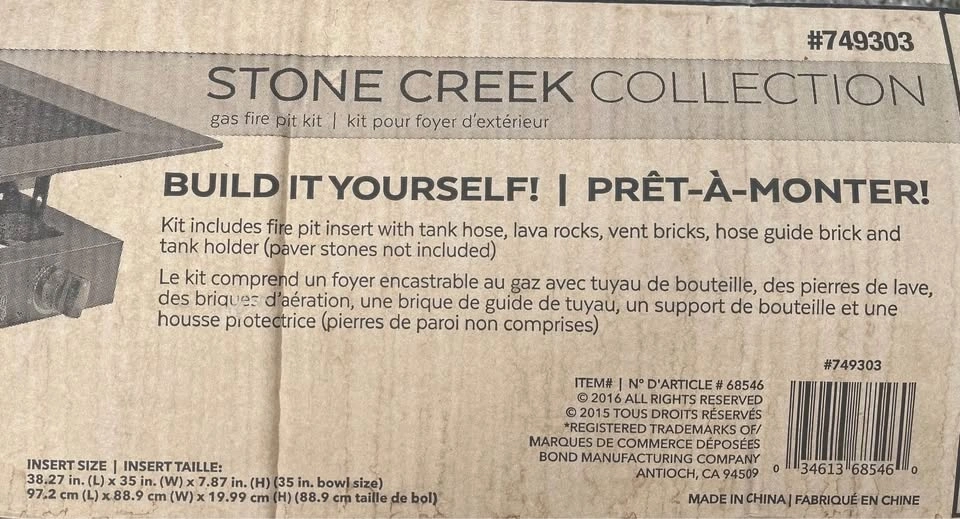 #749303
STONE CREEK COLLECTION
gas fire pit kit | kit pour foyer d'extérieur
BUILD IT YOURSELF! | PRÊT-À-MONTER!
Kit includes fire pit insert with tank hose, lava rocks, vent bricks, hose guide brick and
tank holder (paver stones not included)
Le kit comprend un foyer encastrable au gaz avec tuyau de bouteille, des pierres de lave,
des briques d'aération, une brique de guide de tuyau, un support de bouteille et une
housse protectrice (pierres de paroi non comprises)
#749303
ITEM# | N° D'ARTICLE # 68546
© 2016 ALL RIGHTS RESERVED
© 2015 TOUS DROITS RÉSERVÉS
*REGISTERED TRADEMARKS OF/
MARQUES DE COMMERCE DÉPOSÉES
BOND MANUFACTURING COMPANY
ANTIOCH, CA 94509
0 34613 68546 0
MADE IN CHINA | FABRIQUÉ EN CHINE
INSERT SIZE | INSERT TAILLE:
38.27 in. (L) x 35 in. (W) x 7.87 in. (H) (35 in. bowl size)
97.2 cm (L) x 88.9 cm (W) x 19.99 cm (H) (88.9 cm taille de bol)